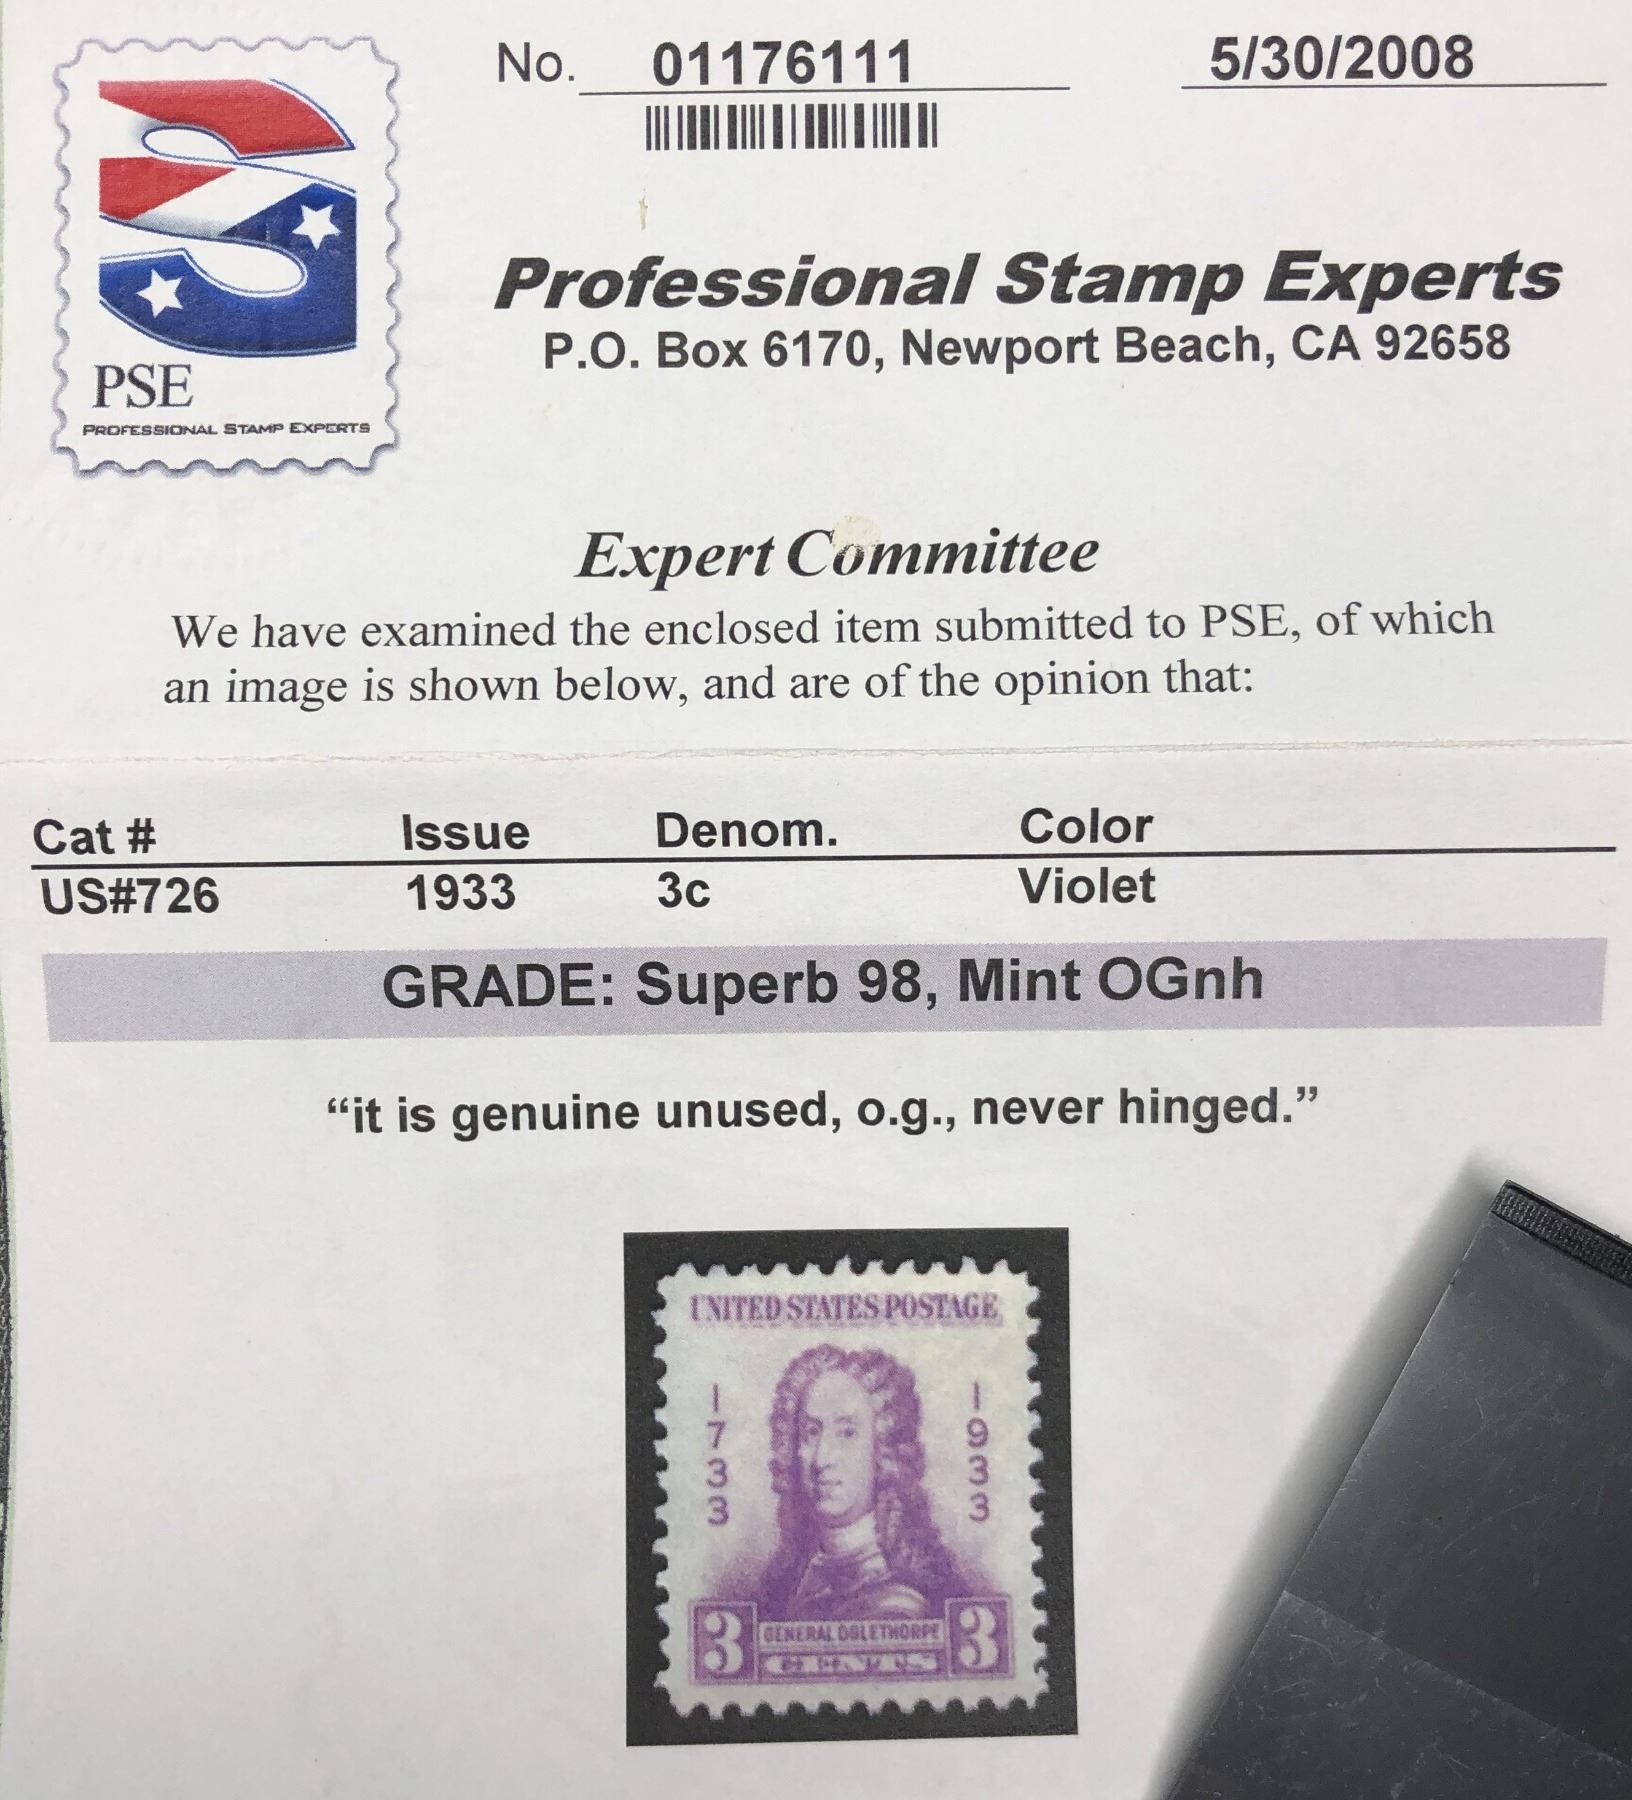 No. 01176111
5/30/2008
PSE
PROFESSIONAL STAMP EXPERTS
Professional Stamp Experts
P.O. Box 6170, Newport Beach, CA 92658
Expert Committee
We have examined the enclosed item submitted to PSE, of which
an image is shown below, and are of the opinion that:
Cat # Issue Denom. Color
US#726 1933 3c Violet
GRADE: Superb 98, Mint OGnh
“it is genuine unused, o.g., never hinged.”
UNITED STATES POSTAGE
1733
1933
3 GENERAL OGLETHORPE 3
CENTS